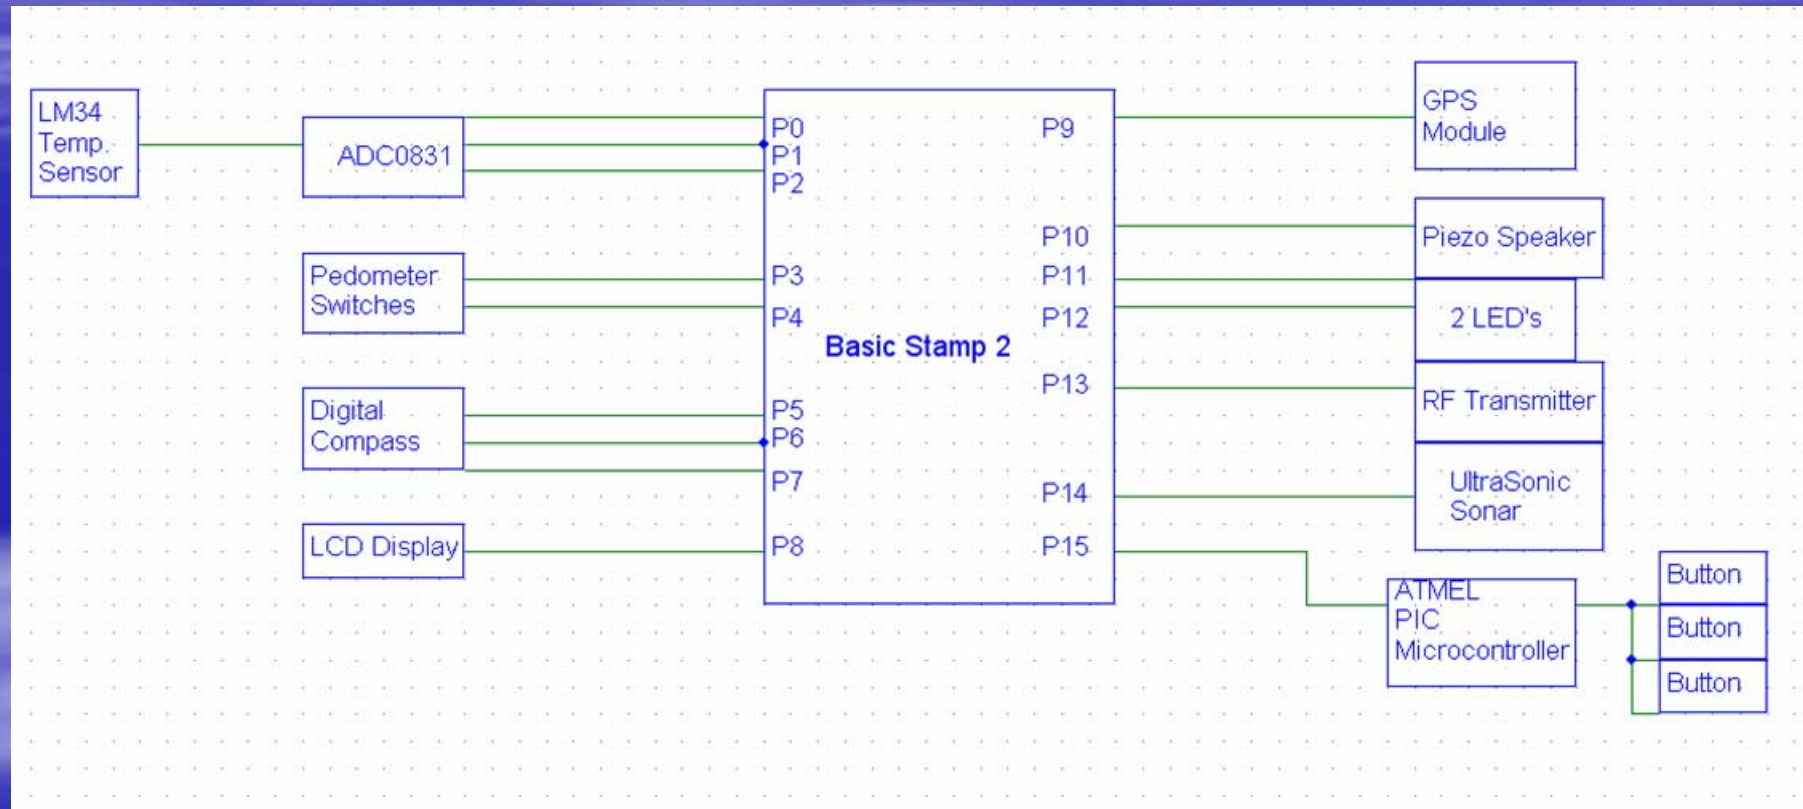 LM34
Temp.
Sensor
ADC0831
Pedometer
Switches
Digital
Compass
LCD Display
P0
P1
P2
P3
P4
P5
P6
P7
P8
Basic Stamp 2
P9
P10
P11
P12
P13
P14
P15
GPS
Module
Piezo Speaker
2 LED's
RF Transmitter
UltraSonic
Sonar
ATMEL
PIC
Microcontroller
Button
Button
Button